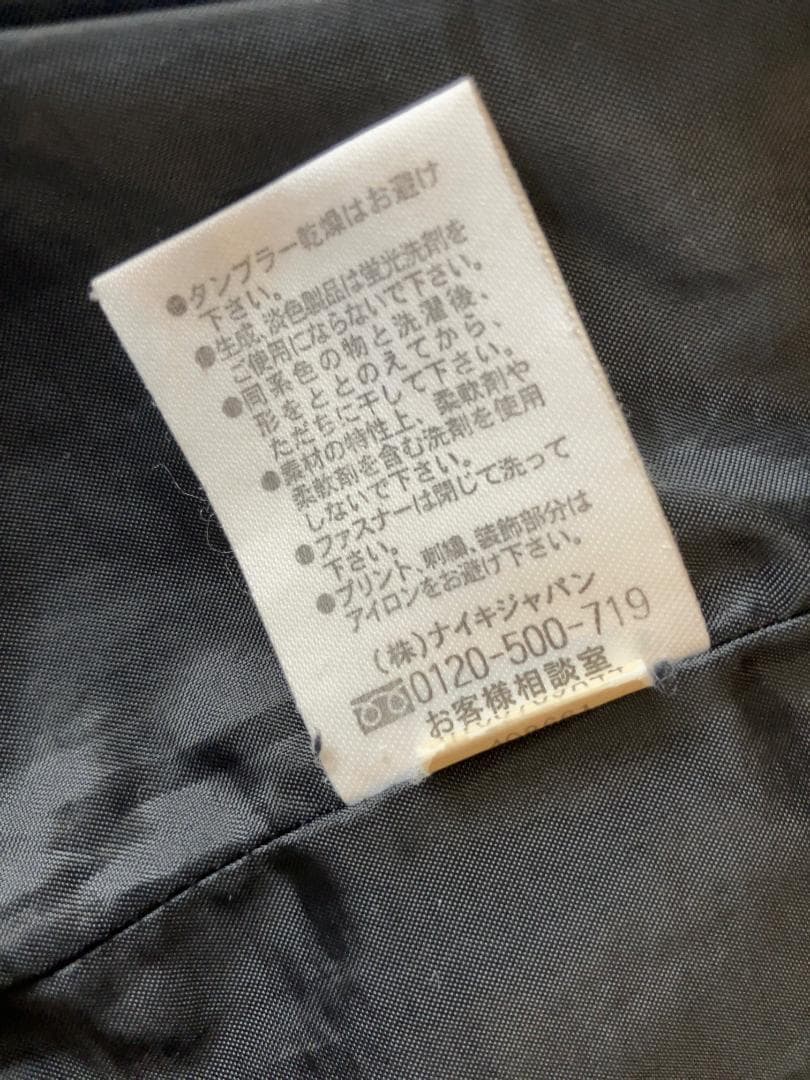 ●タンブラー乾燥はお避け
下さい。
●生成、淡色製品は蛍光洗剤を
ご使用にならないで下さい。
●同系色の物と洗濯後、
形をととのえてから、
ただちに干して下さい。
●素材の特性上、柔軟剤や
柔軟剤を含む洗剤を使用
しないで下さい。
●ファスナーは閉じて洗って
下さい。
●プリント、刺繍、装飾部分は
アイロンをお避け下さい。
(株)ナイキジャパン
0120-500-719
お客様相談室